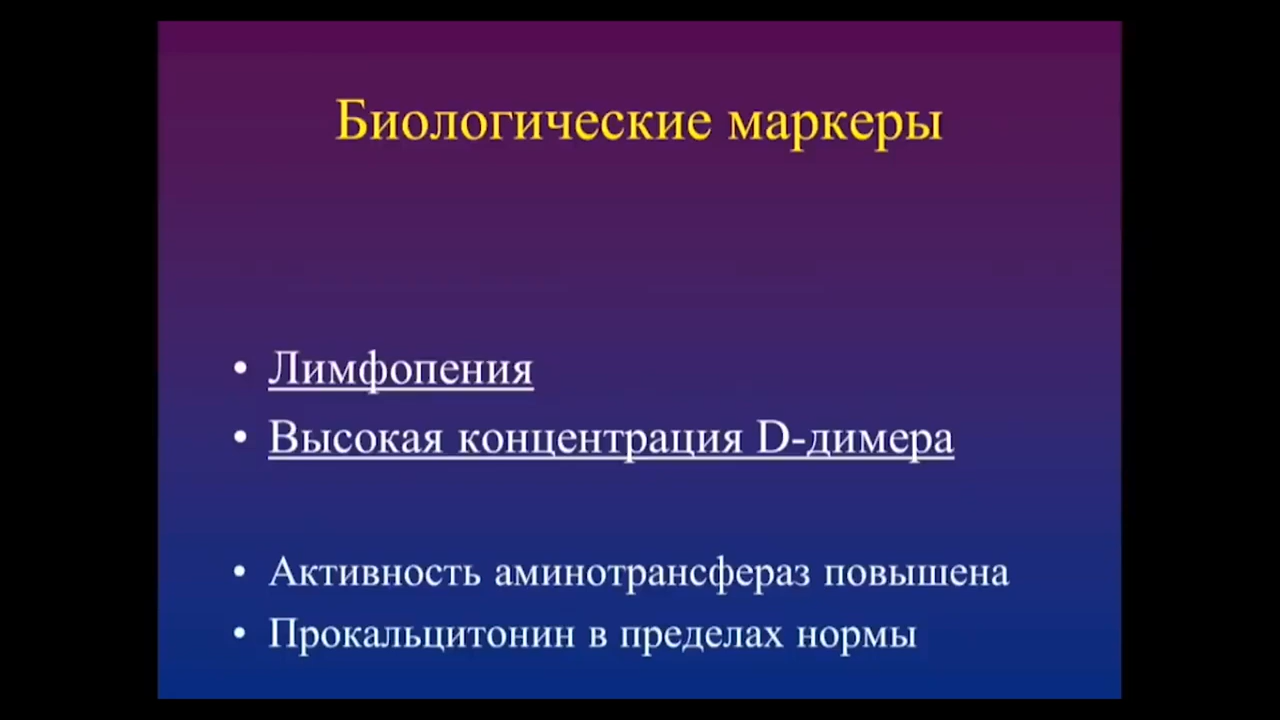 Биологические маркеры
• Лимфопения
• Высокая концентрация D-димера
• Активность аминотрансфераз повышена
• Прокальцитонин в пределах нормы